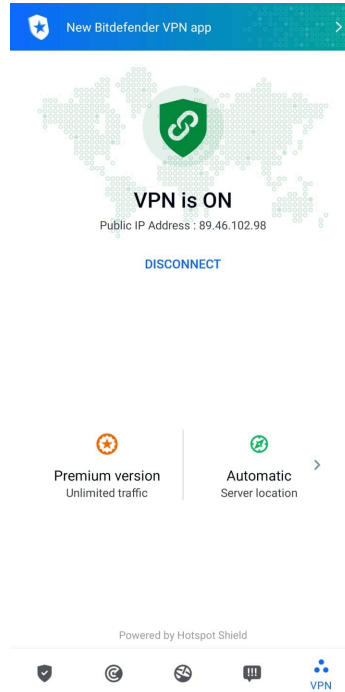 New Bitdefender VPN app
VPN is ON
Public IP Address : 89.46.102.98
DISCONNECT
Premium version
Unlimited traffic
Automatic
Server location
Powered by Hotspot Shield
VPN